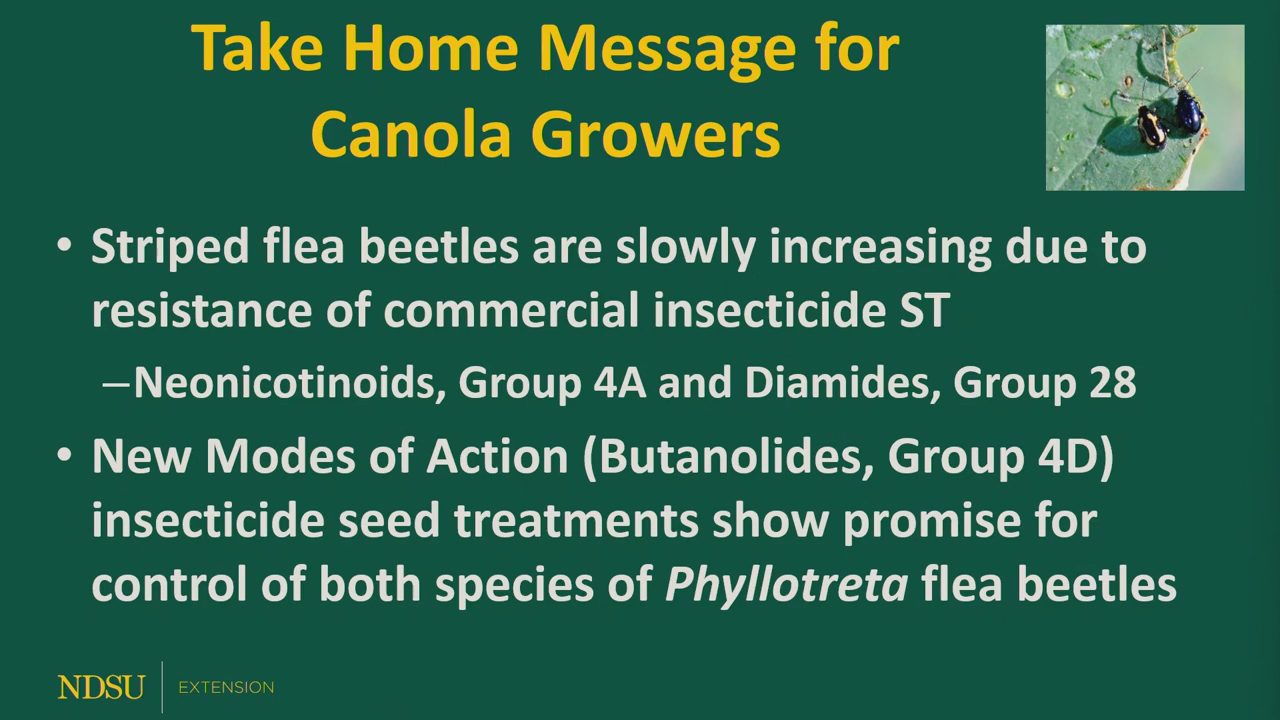 Take Home Message for
Canola Growers
• Striped flea beetles are slowly increasing due to
resistance of commercial insecticide ST
–Neonicotinoids, Group 4A and Diamides, Group 28
• New Modes of Action (Butanolides, Group 4D)
insecticide seed treatments show promise for
control of both species of Phyllotreta flea beetles
NDSU EXTENSION